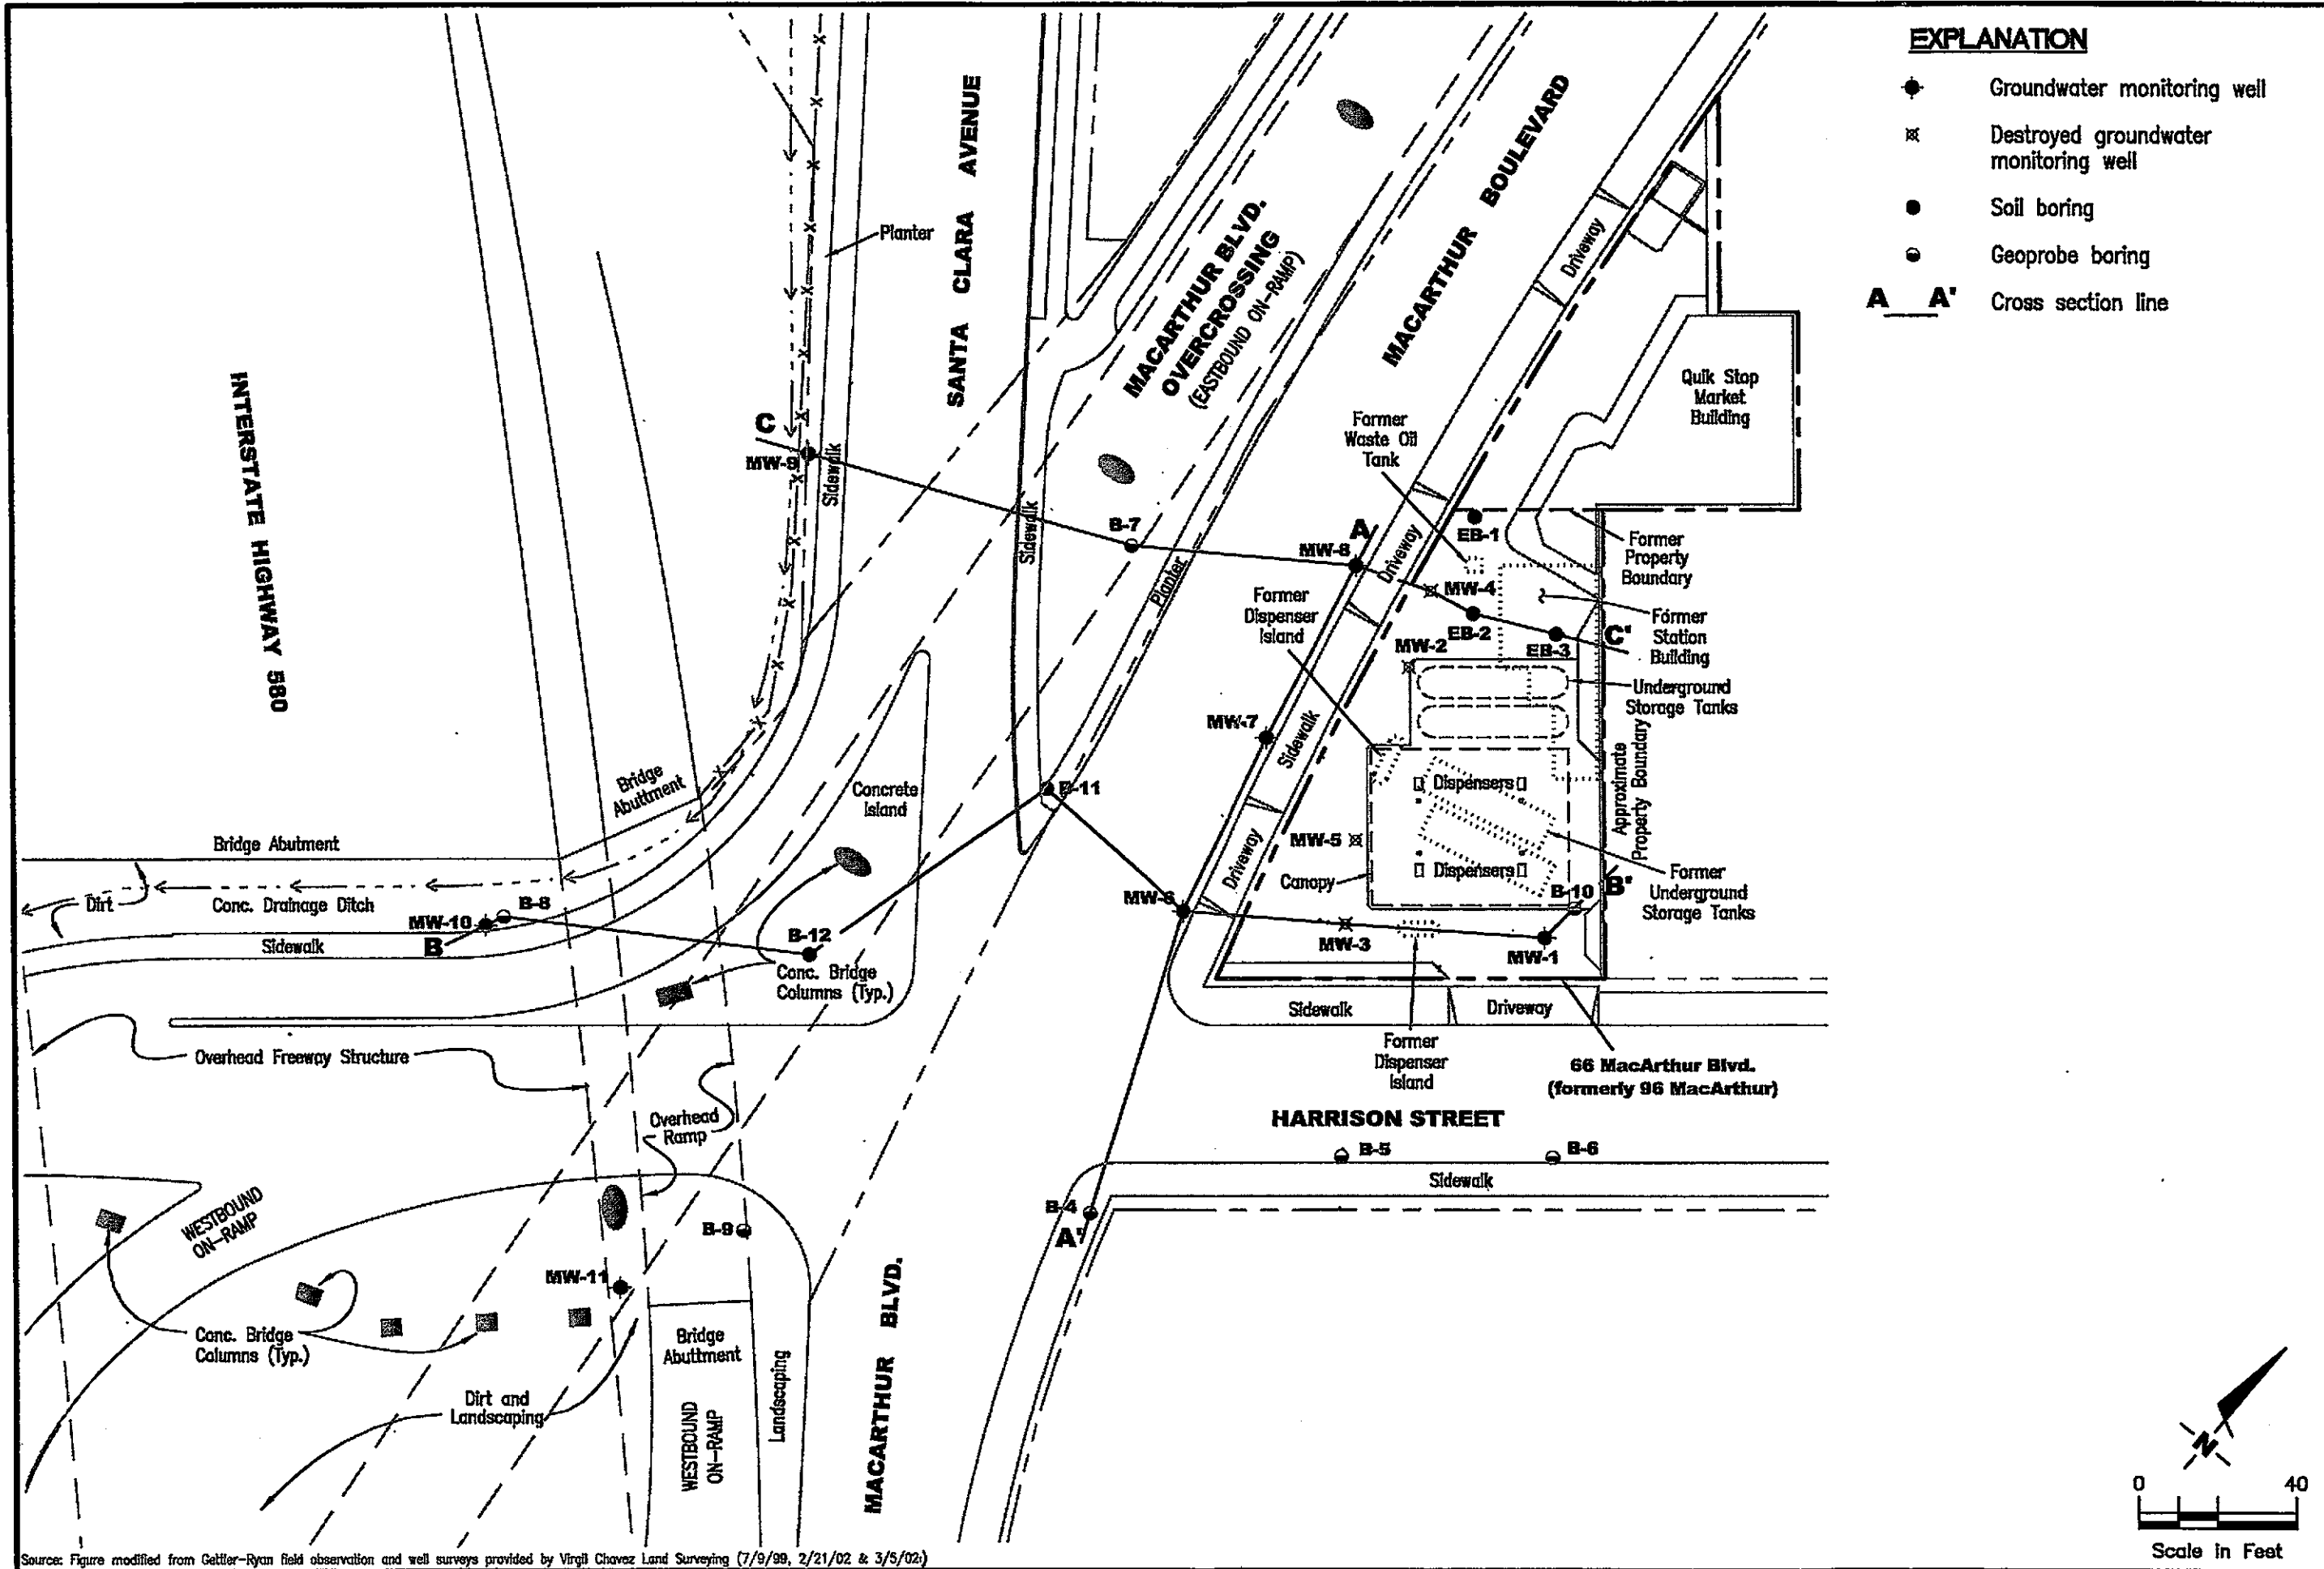 EXPLANATION
Groundwater monitoring well
Destroyed groundwater
monitoring well
Soil boring
Geoprobe boring
A A' Cross section line
INTERSTATE HIGHWAY 580
SANTA CLARA AVENUE
MACARTHUR BLVD.
OVERCROSSING
(EASTBOUND ON-RAMP)
MACARTHUR BOULEVARD
Planter
Sidewalk
Sidewalk
Planter
Driveway
Quik Stop
Market
Building
Former
Waste Oil
Tank
C
MW-9
B-7
MW-8
A
Driveway
EB-1
MW-4
EB-2
EB-3
C'
Former
Property
Boundary
Former
Station
Building
Former
Dispenser
Island
MW-2
Underground
Storage Tanks
MW-7
Sidewalk
Approximate
Property Boundary
Dispensers
Dispensers
MW-5
Canopy
Driveway
B-11
Concrete
Island
Bridge
Abuttment
Bridge Abutment
Dirt
Conc. Drainage Ditch
MW-10
B-8
B
Sidewalk
B-12
Conc. Bridge
Columns (Typ.)
MW-6
MW-3
MW-1
B-10
B'
Former
Underground
Storage Tanks
Sidewalk
Driveway
Former
Dispenser
Island
66 MacArthur Blvd.
(formerly 96 MacArthur)
Overhead Freeway Structure
Overhead
Ramp
HARRISON STREET
B-5
B-6
Sidewalk
B-4
A'
WESTBOUND
ON-RAMP
B-9
MW-11
Conc. Bridge
Columns (Typ.)
Bridge
Abuttment
Dirt and
Landscaping
WESTBOUND
ON-RAMP
Landscaping
MACARTHUR BLVD.
N
0 40
Scale in Feet
Source: Figure modified from Gettler-Ryan field observation and well surveys provided by Virgil Chavez Land Surveying (7/9/99, 2/21/02 & 3/5/02:)